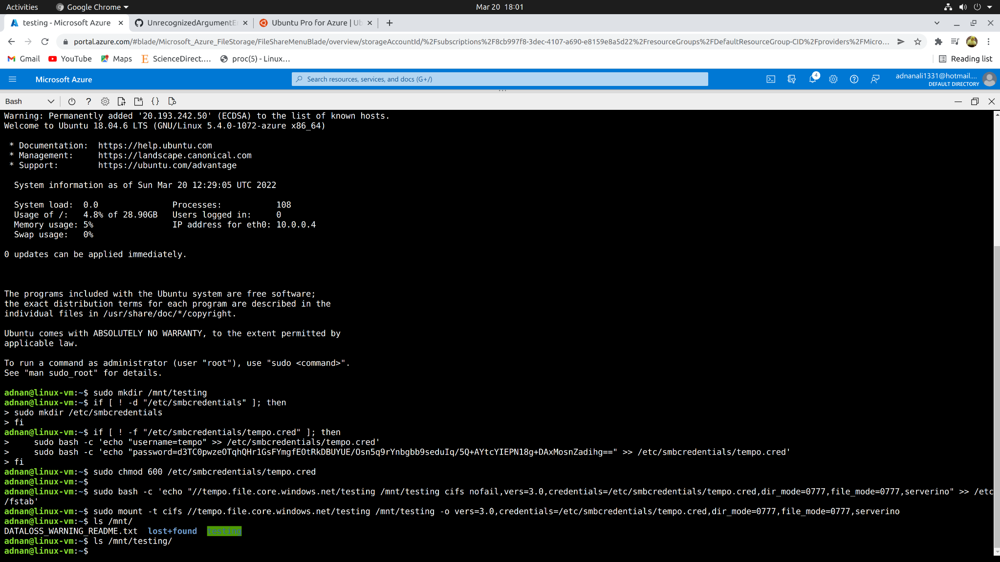 Activities Google Chrome Mar 20 18:01
testing - Microsoft Azure UnrecognizedArgumentE Ubuntu Pro for Azure | Ub
portal.azure.com/#blade/Microsoft_Azure_FileStorage/FileShareMenuBlade/overview/storageAccountId/%2Fsubscriptions%2F8cb997f8-3dec-4107-a690-e8159e8a5d22%2FresourceGroups%2FDefaultResourceGroup-CID%2Fproviders%2FMicro...
Gmail YouTube Maps ScienceDirect.... proc(5) - Linux... Reading list
Microsoft Azure Search resources, services, and docs (G+/) 4 adnanali1331@hotmail....
DEFAULT DIRECTORY
Bash
Warning: Permanently added '20.193.242.50' (ECDSA) to the list of known hosts.
Welcome to Ubuntu 18.04.6 LTS (GNU/Linux 5.4.0-1072-azure x86_64)
* Documentation: https://help.ubuntu.com
* Management: https://landscape.canonical.com
* Support: https://ubuntu.com/advantage
System information as of Sun Mar 20 12:29:05 UTC 2022
System load: 0.0 Processes: 108
Usage of /: 4.8% of 28.90GB Users logged in: 0
Memory usage: 5% IP address for eth0: 10.0.0.4
Swap usage: 0%
0 updates can be applied immediately.
The programs included with the Ubuntu system are free software;
the exact distribution terms for each program are described in the
individual files in /usr/share/doc/*/copyright.
Ubuntu comes with ABSOLUTELY NO WARRANTY, to the extent permitted by
applicable law.
To run a command as administrator (user "root"), use "sudo <command>".
See "man sudo_root" for details.
adnan@linux-vm:~$ sudo mkdir /mnt/testing
adnan@linux-vm:~$ if [ ! -d "/etc/smbcredentials" ]; then
> sudo mkdir /etc/smbcredentials
> fi
adnan@linux-vm:~$ if [ ! -f "/etc/smbcredentials/tempo.cred" ]; then
> sudo bash -c 'echo "username=tempo" >> /etc/smbcredentials/tempo.cred'
> sudo bash -c 'echo "password=d3TC0pwzeOTqhQHr1GsFYmgfEOtRkDBUYUE/Osn5q9rYnbgbb9seduIq/5Q+AYtcYIEPN18g+DAxMosnZadihg==" >> /etc/smbcredentials/tempo.cred'
> fi
adnan@linux-vm:~$ sudo chmod 600 /etc/smbcredentials/tempo.cred
adnan@linux-vm:~$
adnan@linux-vm:~$ sudo bash -c 'echo "//tempo.file.core.windows.net/testing /mnt/testing cifs nofail,vers=3.0,credentials=/etc/smbcredentials/tempo.cred,dir_mode=0777,file_mode=0777,serverino" >> /etc
/fstab'
adnan@linux-vm:~$ sudo mount -t cifs //tempo.file.core.windows.net/testing /mnt/testing -o vers=3.0,credentials=/etc/smbcredentials/tempo.cred,dir_mode=0777,file_mode=0777,serverino
adnan@linux-vm:~$ ls /mnt/
DATALOSS_WARNING_README.txt lost+found testing
adnan@linux-vm:~$ ls /mnt/testing/
adnan@linux-vm:~$